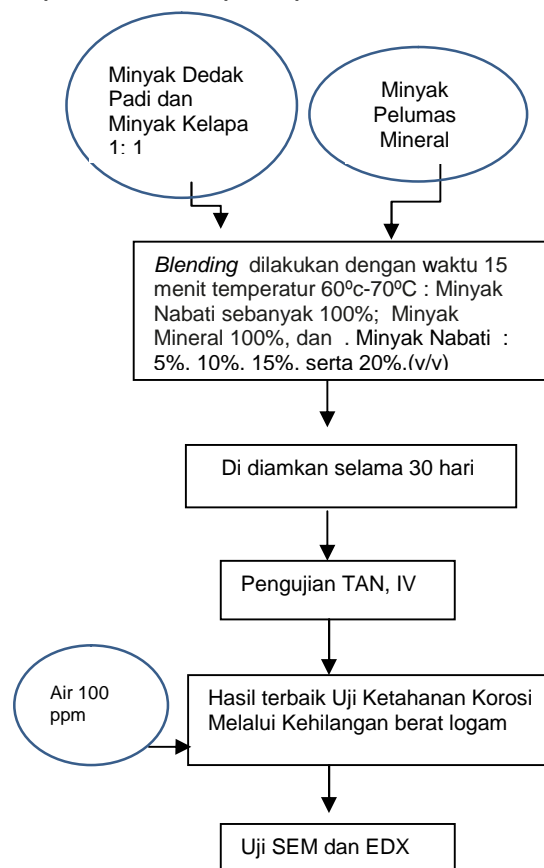 Minyak Dedak
Padi dan
Minyak Kelapa
1: 1
Minyak
Pelumas
Mineral
Blending dilakukan dengan waktu 15
menit temperatur 60ºc-70ºC : Minyak
Nabati sebanyak 100%; Minyak
Mineral 100%, dan . Minyak Nabati :
5%. 10%. 15%. serta 20%.(v/v)
Di diamkan selama 30 hari
Pengujian TAN, IV
Air 100
ppm
Hasil terbaik Uji Ketahanan Korosi
Melalui Kehilangan berat logam
Uji SEM dan EDX